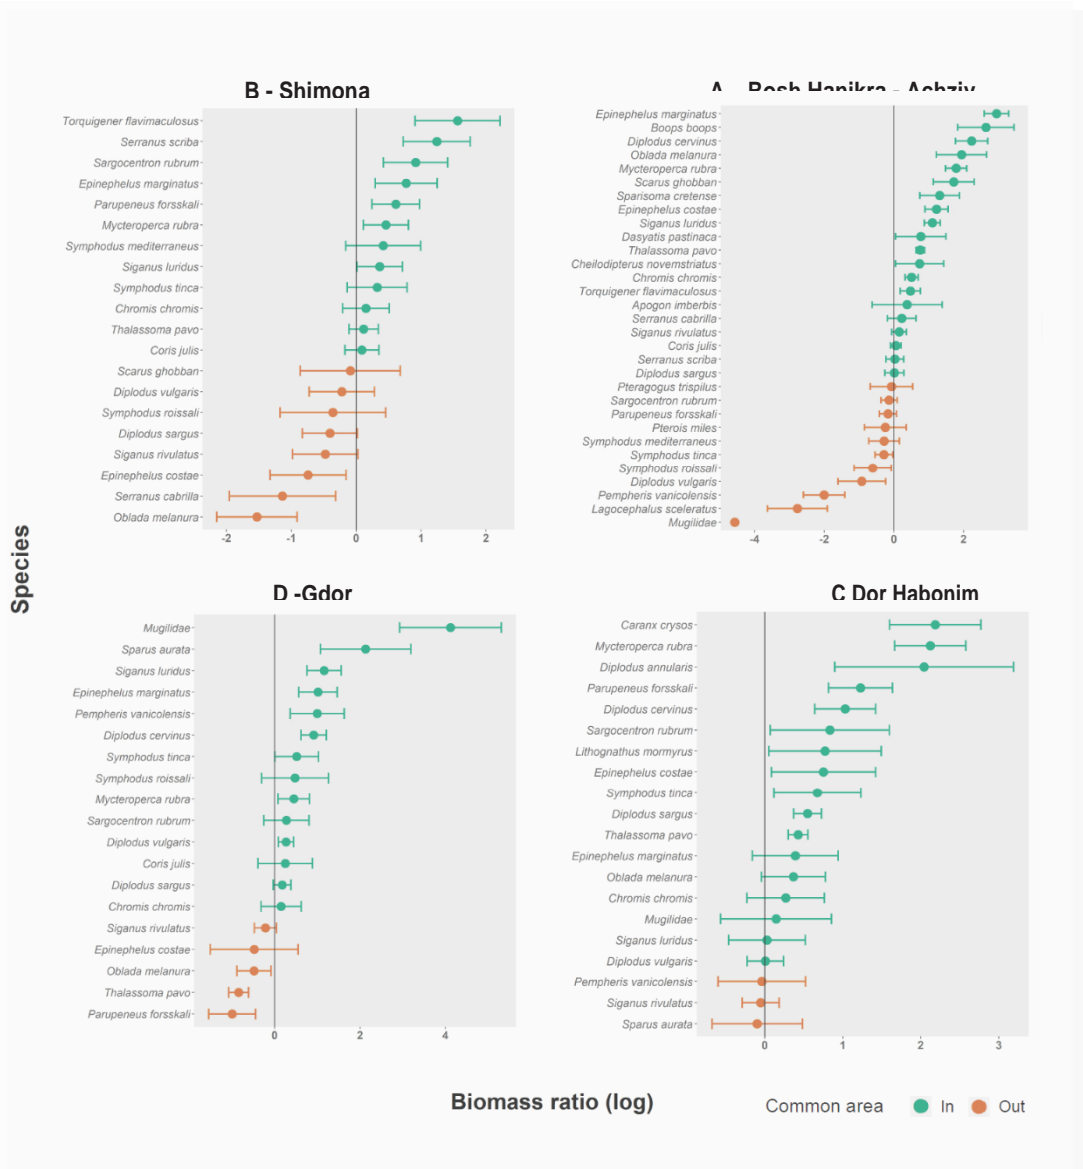 B - Shimona
Torquigener flavimaculosus
Serranus scriba
Sargocentron rubrum
Epinephelus marginatus
Parupeneus forsskali
Mycteroperca rubra
Symphodus mediterraneus
Siganus luridus
Symphodus tinca
Chromis chromis
Thalassoma pavo
Coris julis
Scarus ghobban
Diplodus vulgaris
Symphodus roissali
Diplodus sargus
Siganus rivulatus
Epinephelus costae
Serranus cabrilla
Oblada melanura
-2 -1 0 1 2
A - Rosh Hanikra - Achziv
Epinephelus marginatus
Boops boops
Diplodus cervinus
Oblada melanura
Mycteroperca rubra
Scarus ghobban
Sparisoma cretense
Epinephelus costae
Siganus luridus
Dasyatis pastinaca
Thalassoma pavo
Cheilodipterus novemstriatus
Chromis chromis
Torquigener flavimaculosus
Apogon imberbis
Serranus cabrilla
Siganus rivulatus
Coris julis
Serranus scriba
Diplodus sargus
Pteragogus trispilus
Sargocentron rubrum
Parupeneus forsskali
Pterois miles
Symphodus mediterraneus
Symphodus tinca
Symphodus roissali
Diplodus vulgaris
Pempheris vanicolensis
Lagocephalus sceleratus
Mugilidae
-4 -2 0 2
Species
D -Gdor
Mugilidae
Sparus aurata
Siganus luridus
Epinephelus marginatus
Pempheris vanicolensis
Diplodus cervinus
Symphodus tinca
Symphodus roissali
Mycteroperca rubra
Sargocentron rubrum
Diplodus vulgaris
Coris julis
Diplodus sargus
Chromis chromis
Siganus rivulatus
Epinephelus costae
Oblada melanura
Thalassoma pavo
Parupeneus forsskali
0 2 4
C Dor Habonim
Caranx crysos
Mycteroperca rubra
Diplodus annularis
Parupeneus forsskali
Diplodus cervinus
Sargocentron rubrum
Lithognathus mormyrus
Epinephelus costae
Symphodus tinca
Diplodus sargus
Thalassoma pavo
Epinephelus marginatus
Oblada melanura
Chromis chromis
Mugilidae
Siganus luridus
Diplodus vulgaris
Pempheris vanicolensis
Siganus rivulatus
Sparus aurata
0 1 2 3
Biomass ratio (log)
Common area In Out